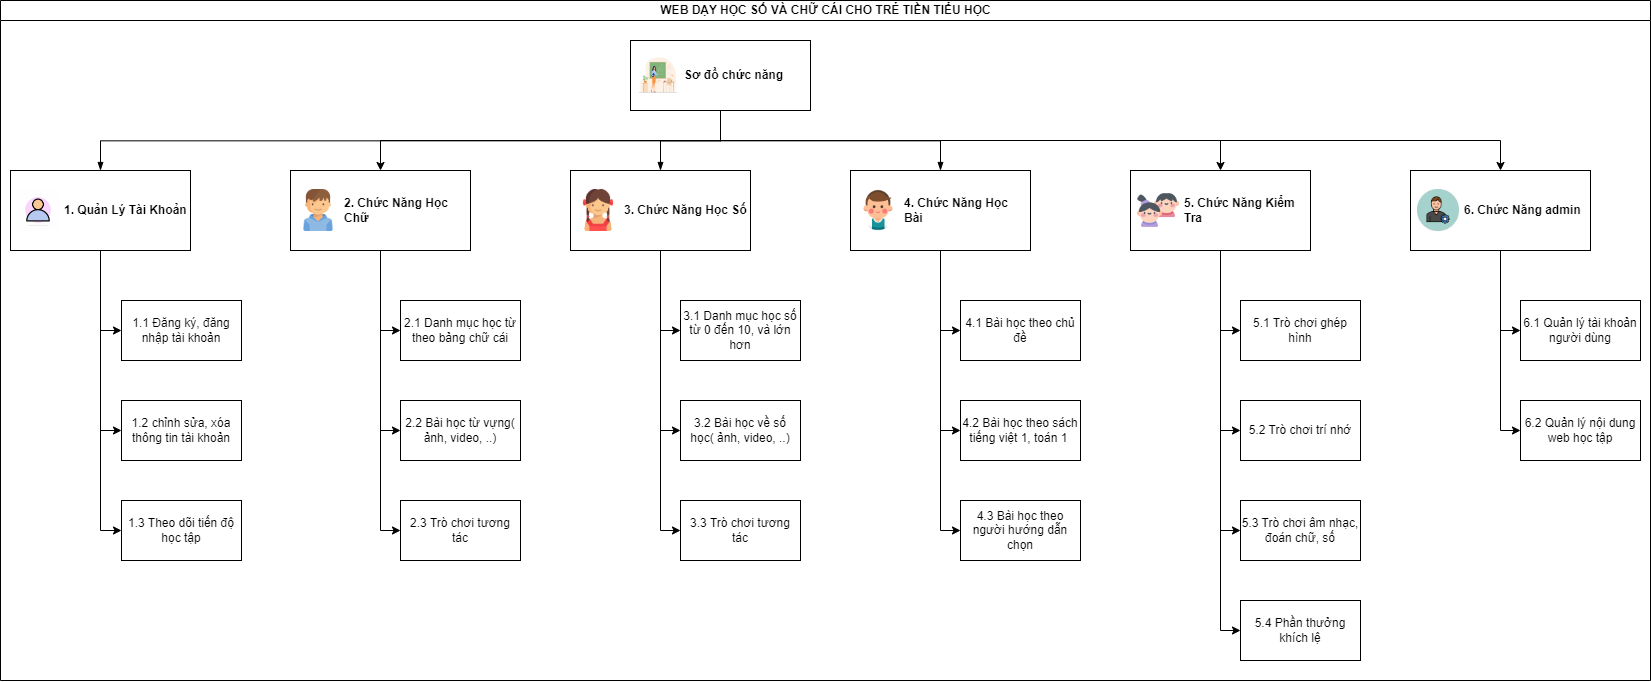 WEB DẠY HỌC SỐ VÀ CHỮ CÁI CHO TRẺ TIỀN TIỂU HỌC
Sơ đồ chức năng
1. Quản Lý Tài Khoản
2. Chức Năng Học
Chữ
3. Chức Năng Học Số
4. Chức Năng Học
Bài
5. Chức Năng Kiểm
Tra
6. Chức Năng admin
1.1 Đăng ký, đăng
nhập tài khoản
2.1 Danh mục học từ
theo bảng chữ cái
3.1 Danh mục học số
từ 0 đến 10, và lớn
hơn
4.1 Bài học theo chủ
đề
5.1 Trò chơi ghép
hình
6.1 Quản lý tài khoản
người dùng
1.2 chỉnh sửa, xóa
thông tin tài khoản
2.2 Bài học từ vựng(
ảnh, video, ..)
3.2 Bài học về số
học( ảnh, video, ..)
4.2 Bài học theo sách
tiếng việt 1, toán 1
5.2 Trò chơi trí nhớ
6.2 Quản lý nội dung
web học tập
1.3 Theo dõi tiến độ
học tập
2.3 Trò chơi tương
tác
3.3 Trò chơi tương
tác
4.3 Bài học theo
người hướng dẫn
chọn
5.3 Trò chơi âm nhạc,
đoán chữ, số
5.4 Phần thưởng
khích lệ